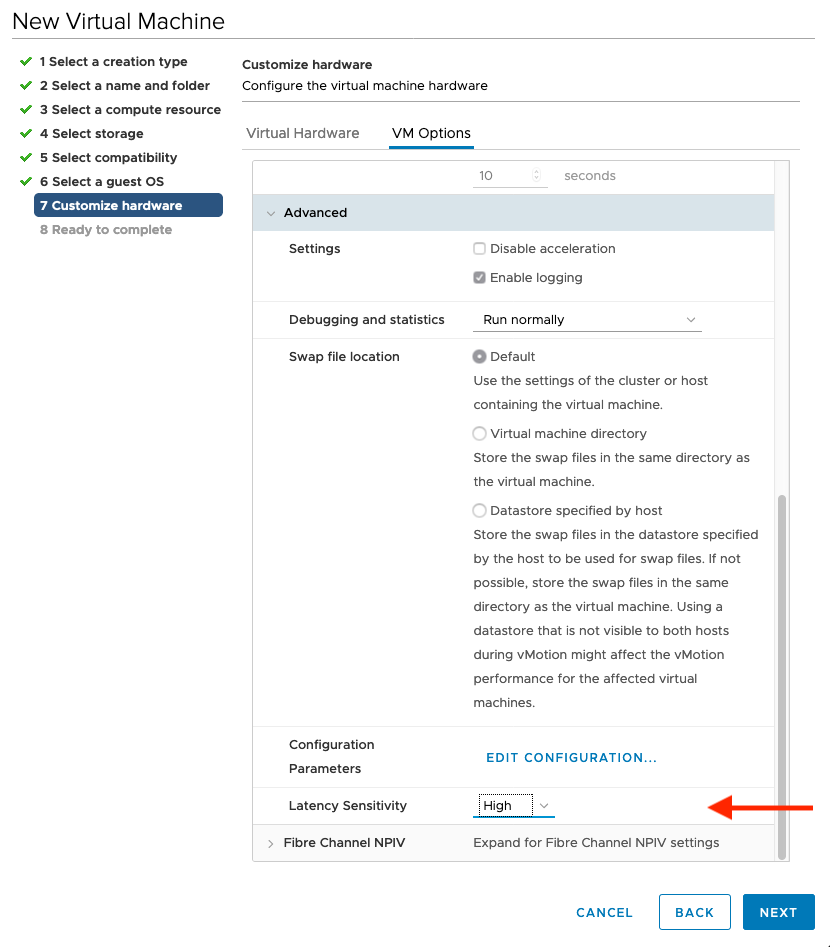 New Virtual Machine
1 Select a creation type
2 Select a name and folder
3 Select a compute resource
4 Select storage
5 Select compatibility
6 Select a guest OS
7 Customize hardware
8 Ready to complete
Customize hardware
Configure the virtual machine hardware
Virtual Hardware
VM Options
10 seconds
Advanced
Settings
Disable acceleration
Enable logging
Debugging and statistics
Run normally
Swap file location
Default
Use the settings of the cluster or host
containing the virtual machine.
Virtual machine directory
Store the swap files in the same directory as
the virtual machine.
Datastore specified by host
Store the swap files in the datastore specified
by the host to be used for swap files. If not
possible, store the swap files in the same
directory as the virtual machine. Using a
datastore that is not visible to both hosts
during vMotion might affect the vMotion
performance for the affected virtual
machines.
Configuration
Parameters
EDIT CONFIGURATION...
Latency Sensitivity
High
Fibre Channel NPIV
Expand for Fibre Channel NPIV settings
CANCEL
BACK
NEXT